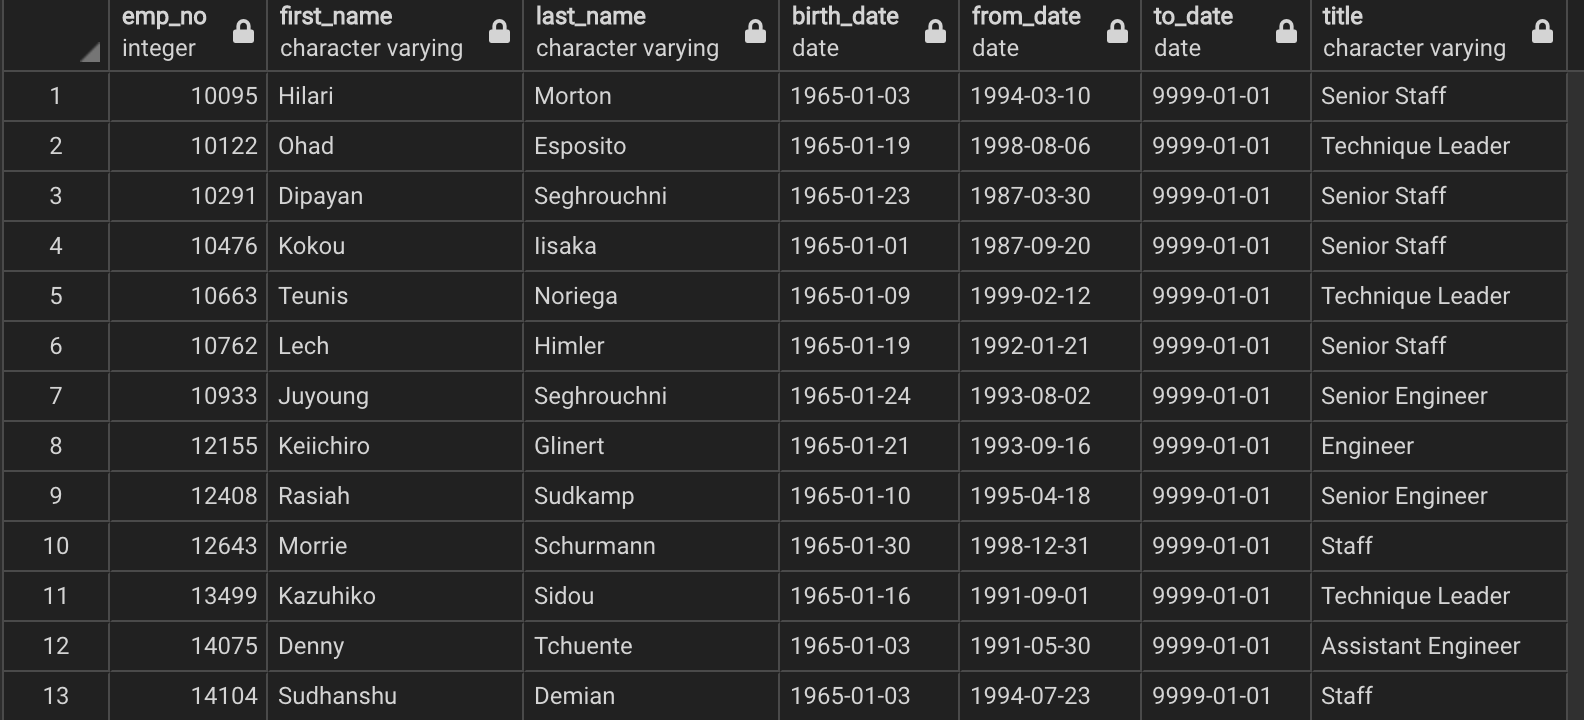 emp_no first_name last_name birth_date from_date to_date title
integer character varying character varying date date date character varying
1 10095 Hilari Morton 1965-01-03 1994-03-10 9999-01-01 Senior Staff
2 10122 Ohad Esposito 1965-01-19 1998-08-06 9999-01-01 Technique Leader
3 10291 Dipayan Seghrouchni 1965-01-23 1987-03-30 9999-01-01 Senior Staff
4 10476 Kokou Iisaka 1965-01-01 1987-09-20 9999-01-01 Senior Staff
5 10663 Teunis Noriega 1965-01-09 1999-02-12 9999-01-01 Technique Leader
6 10762 Lech Himler 1965-01-19 1992-01-21 9999-01-01 Senior Staff
7 10933 Juyoung Seghrouchni 1965-01-24 1993-08-02 9999-01-01 Senior Engineer
8 12155 Keiichiro Glinert 1965-01-21 1993-09-16 9999-01-01 Engineer
9 12408 Rasiah Sudkamp 1965-01-10 1995-04-18 9999-01-01 Senior Engineer
10 12643 Morrie Schurmann 1965-01-30 1998-12-31 9999-01-01 Staff
11 13499 Kazuhiko Sidou 1965-01-16 1991-09-01 9999-01-01 Technique Leader
12 14075 Denny Tchuente 1965-01-03 1991-05-30 9999-01-01 Assistant Engineer
13 14104 Sudhanshu Demian 1965-01-03 1994-07-23 9999-01-01 Staff